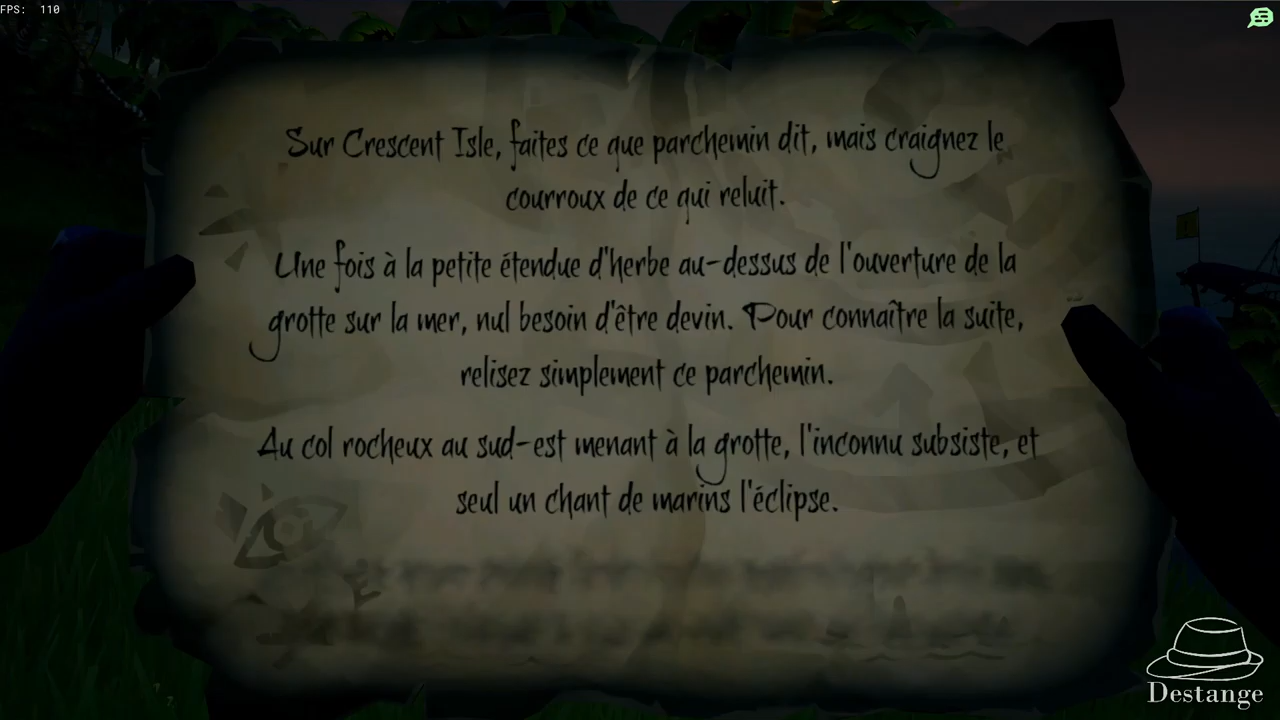 FPS: 110
Sur Crescent Isle, faites ce que parchemin dit, mais craignez le
courroux de ce qui reluit.
Une fois à la petite étendue d'herbe au-dessus de l'ouverture de la
grotte sur la mer, nul besoin d'être devin. Pour connaître la suite,
relisez simplement ce parchemin.
Au col rocheux au sud-est menant à la grotte, l'inconnu subsiste, et
seul un chant de marins l'éclipse.
Destange